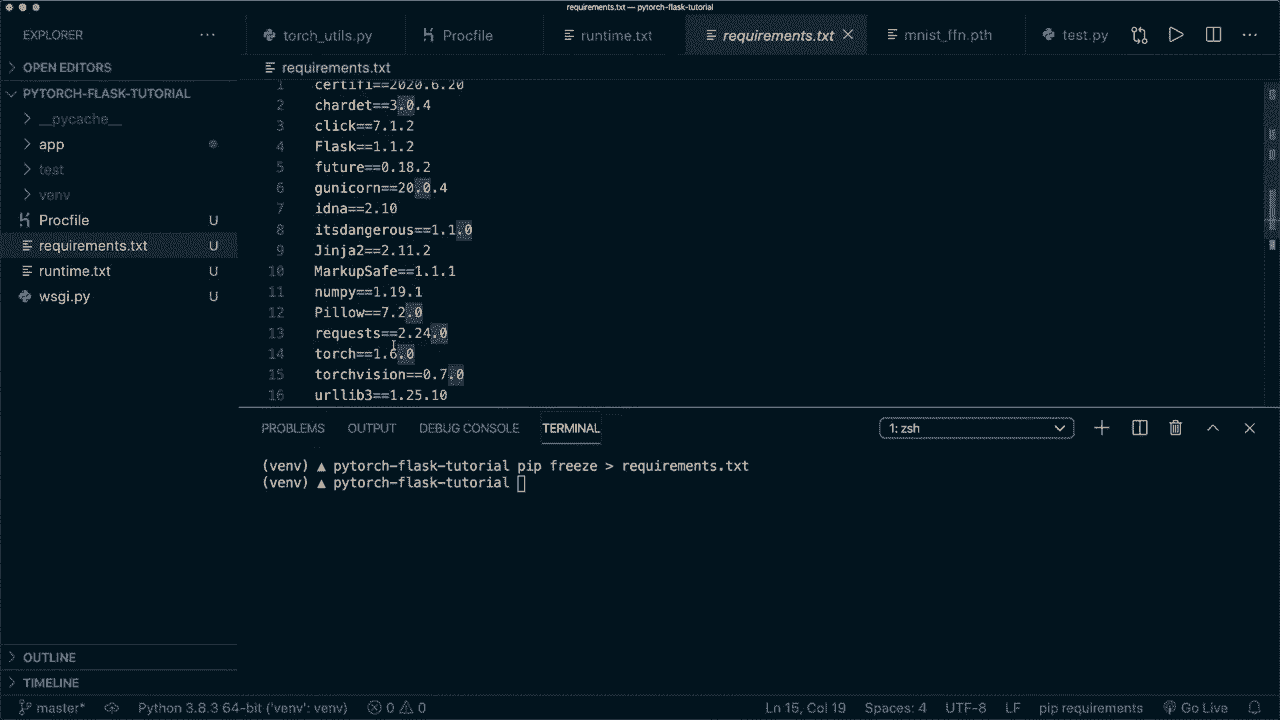 requirements.txt — pytorch-flask-tutorial
EXPLORER
torch_utils.py
Procfile
runtime.txt
requirements.txt
mnist_ffn.pth
test.py
OPEN EDITORS
requirements.txt
PYTORCH-FLASK-TUTORIAL
__pycache__
app
test
venv
Procfile U
requirements.txt U
runtime.txt U
wsgi.py U
1 certifi==2020.6.20
2 chardet==3.0.4
3 click==7.1.2
4 Flask==1.1.2
5 future==0.18.2
6 gunicorn==20.0.4
7 idna==2.10
8 itsdangerous==1.1.0
9 Jinja2==2.11.2
10 MarkupSafe==1.1.1
11 numpy==1.19.1
12 Pillow==7.2.0
13 requests==2.24.0
14 torch==1.6.0
15 torchvision==0.7.0
16 urllib3==1.25.10
PROBLEMS OUTPUT DEBUG CONSOLE TERMINAL 1: zsh
(venv) ▲ pytorch-flask-tutorial pip freeze > requirements.txt
(venv) ▲ pytorch-flask-tutorial
OUTLINE
TIMELINE
master* Python 3.8.3 64-bit ('venv': venv) 0 0 Ln 15, Col 19 Spaces: 4 UTF-8 LF pip requirements Go Live